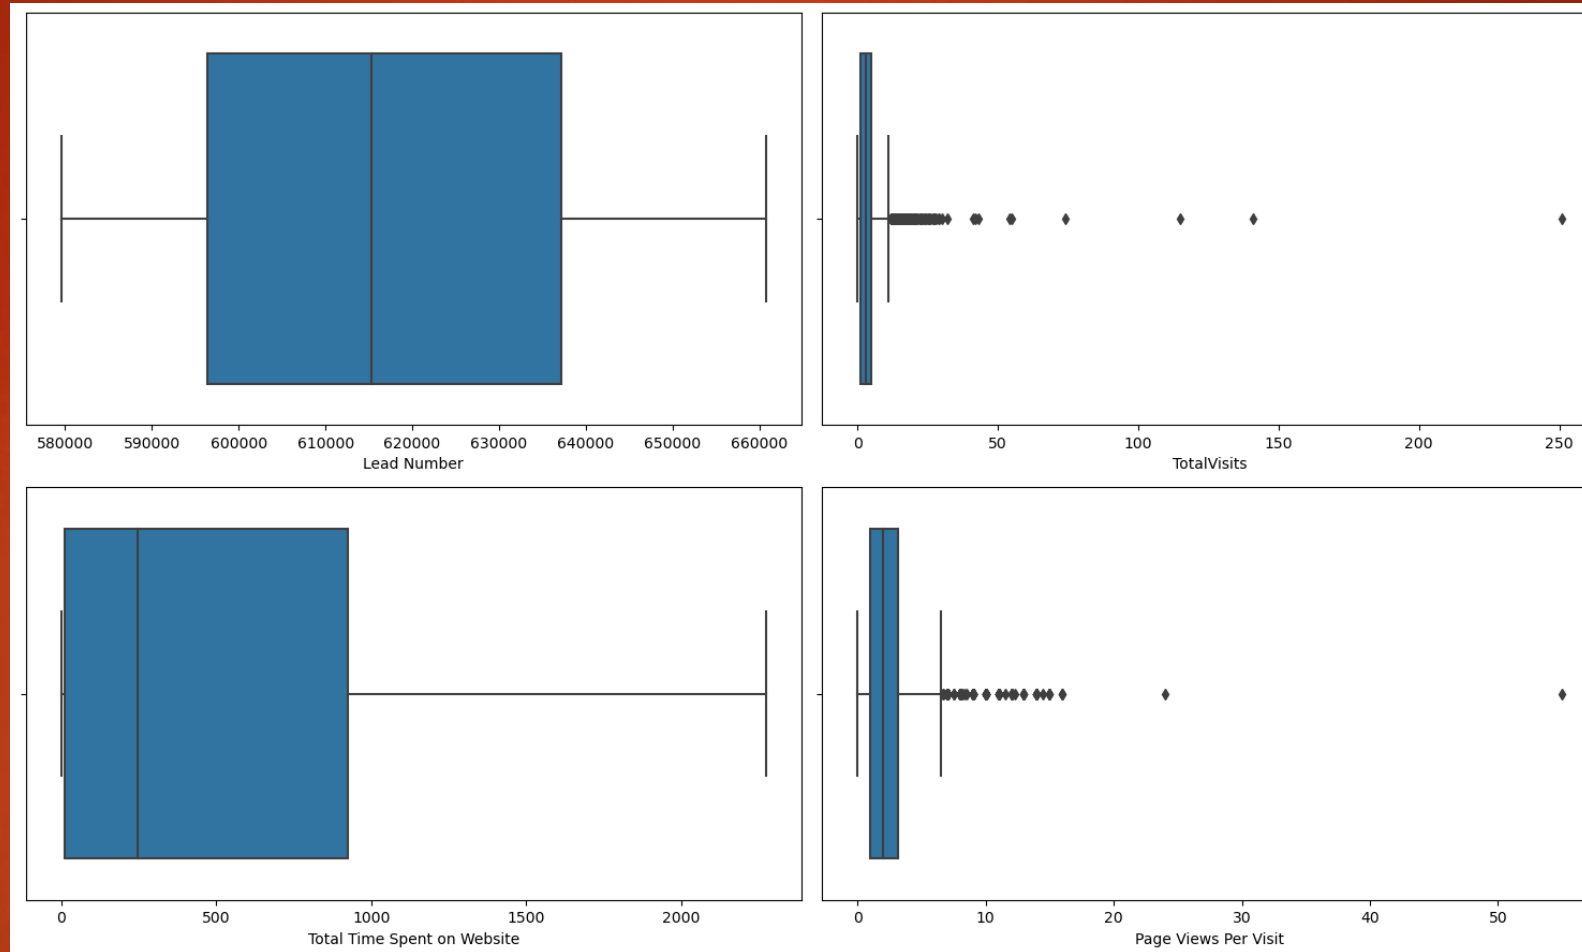 580000 590000 600000 610000 620000 630000 640000 650000 660000
Lead Number
0 50 100 150 200 250
TotalVisits
0 500 1000 1500 2000
Total Time Spent on Website
0 10 20 30 40 50
Page Views Per Visit